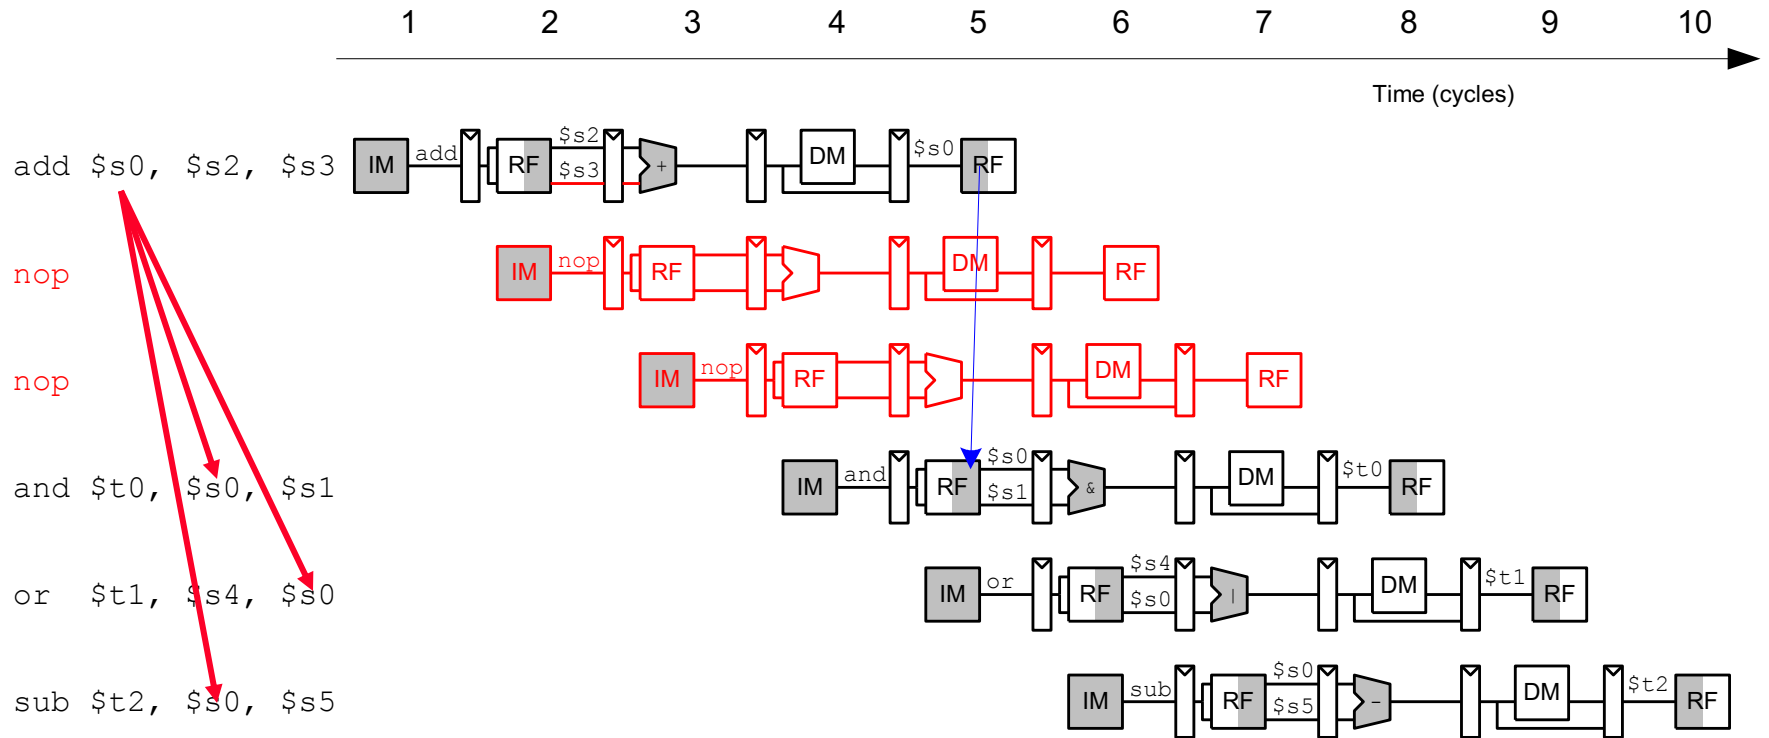 1 2 3 4 5 6 7 8 9 10
Time (cycles)
add $s0, $s2, $s3 IM add RF $s2 $s3 + DM $s0 RF
nop IM nop RF DM RF
nop IM nop RF DM RF
and $t0, $s0, $s1 IM and RF $s0 $s1 & DM $t0 RF
or $t1, $s4, $s0 IM or RF $s4 $s0 | DM $t1 RF
sub $t2, $s0, $s5 IM sub RF $s0 $s5 - DM $t2 RF